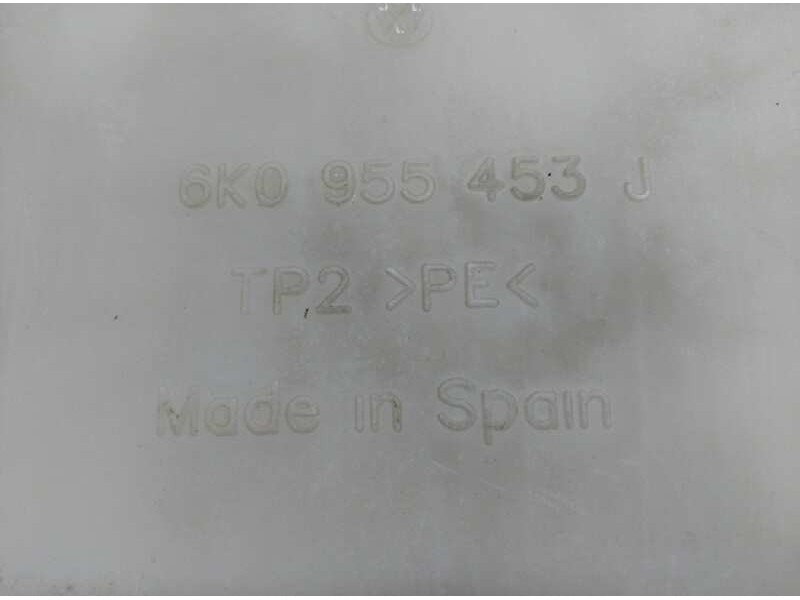 6K0 955 453 J
TP2 >PE<
Made in Spain